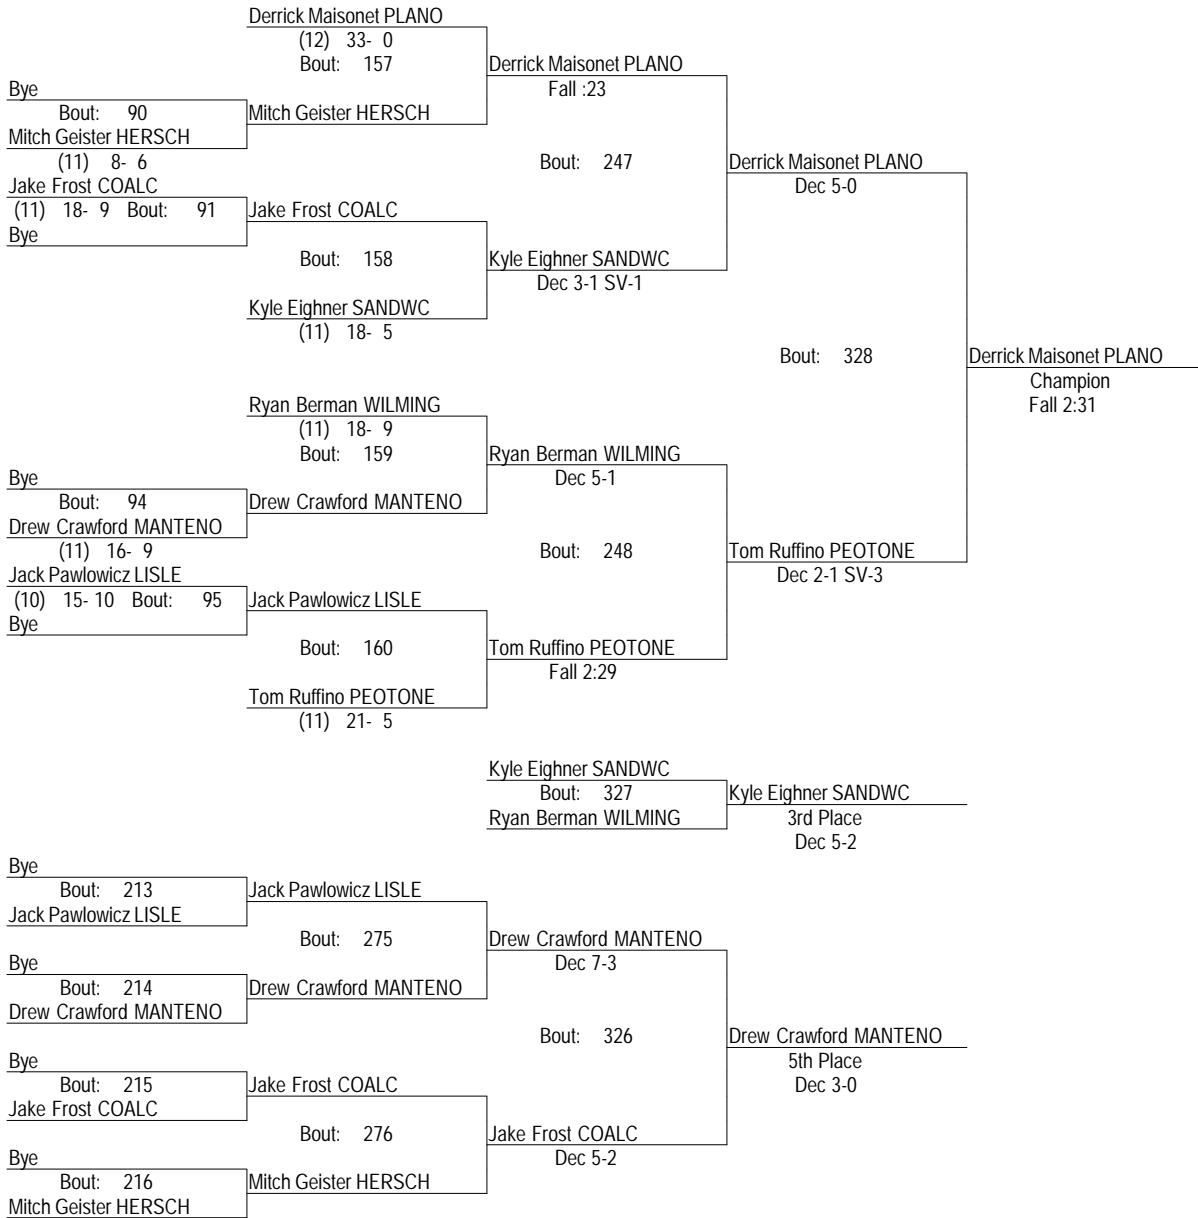 Derrick Maisonet PLANO
(12) 33- 0
Bout: 157
Derrick Maisonet PLANO
Fall :23
Bye
Bout: 90
Mitch Geister HERSCH
Mitch Geister HERSCH
(11) 8- 6
Bout: 247
Derrick Maisonet PLANO
Dec 5-0
Jake Frost COALC
(11) 18- 9 Bout: 91
Jake Frost COALC
Bye
Bout: 158
Kyle Eighner SANDWC
Dec 3-1 SV-1
Kyle Eighner SANDWC
(11) 18- 5
Bout: 328
Derrick Maisonet PLANO
Champion
Fall 2:31
Ryan Berman WILMING
(11) 18- 9
Bout: 159
Ryan Berman WILMING
Dec 5-1
Bye
Bout: 94
Drew Crawford MANTENO
Drew Crawford MANTENO
(11) 16- 9
Bout: 248
Tom Ruffino PEOTONE
Dec 2-1 SV-3
Jack Pawlowicz LISLE
(10) 15- 10 Bout: 95
Jack Pawlowicz LISLE
Bye
Bout: 160
Tom Ruffino PEOTONE
Fall 2:29
Tom Ruffino PEOTONE
(11) 21- 5
Kyle Eighner SANDWC
Bout: 327
Kyle Eighner SANDWC
Ryan Berman WILMING
3rd Place
Dec 5-2
Bye
Bout: 213
Jack Pawlowicz LISLE
Jack Pawlowicz LISLE
Bout: 275
Drew Crawford MANTENO
Dec 7-3
Bye
Bout: 214
Drew Crawford MANTENO
Drew Crawford MANTENO
Bout: 326
Drew Crawford MANTENO
5th Place
Dec 3-0
Bye
Bout: 215
Jake Frost COALC
Jake Frost COALC
Bout: 276
Jake Frost COALC
Dec 5-2
Bye
Bout: 216
Mitch Geister HERSCH
Mitch Geister HERSCH